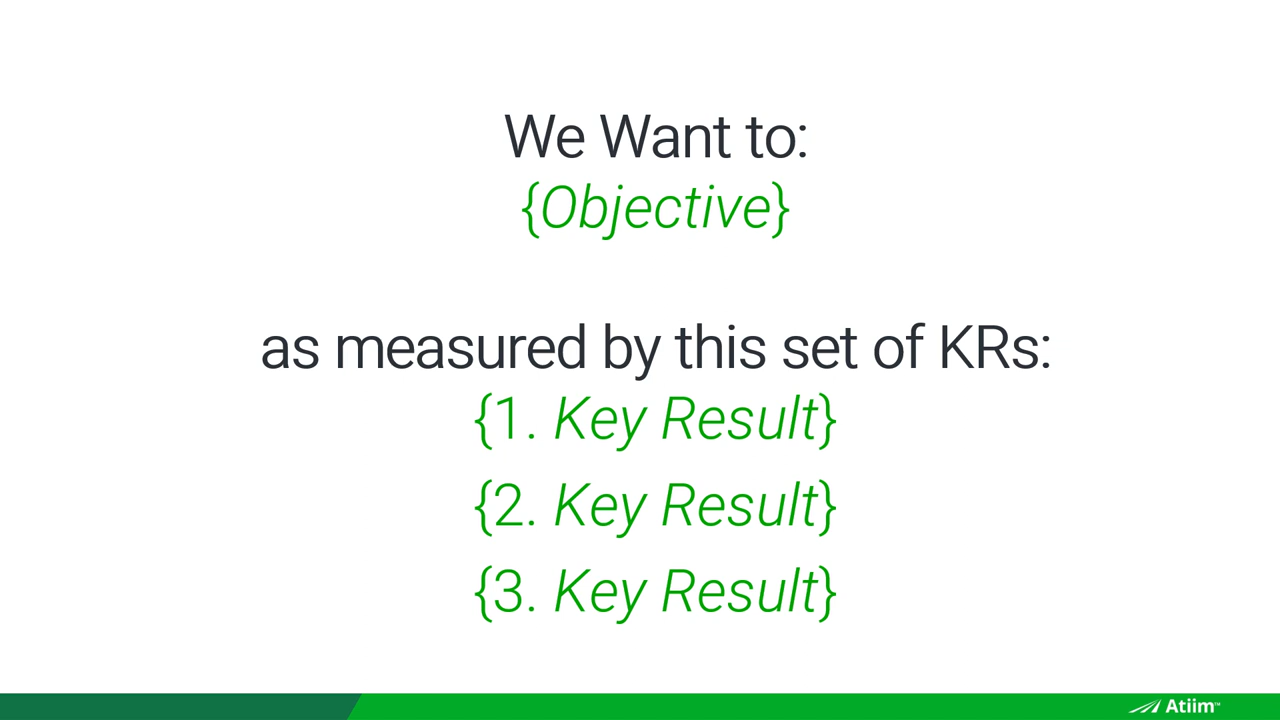 We Want to:
{Objective}
as measured by this set of KRs:
{1. Key Result}
{2. Key Result}
{3. Key Result}
Atiim™